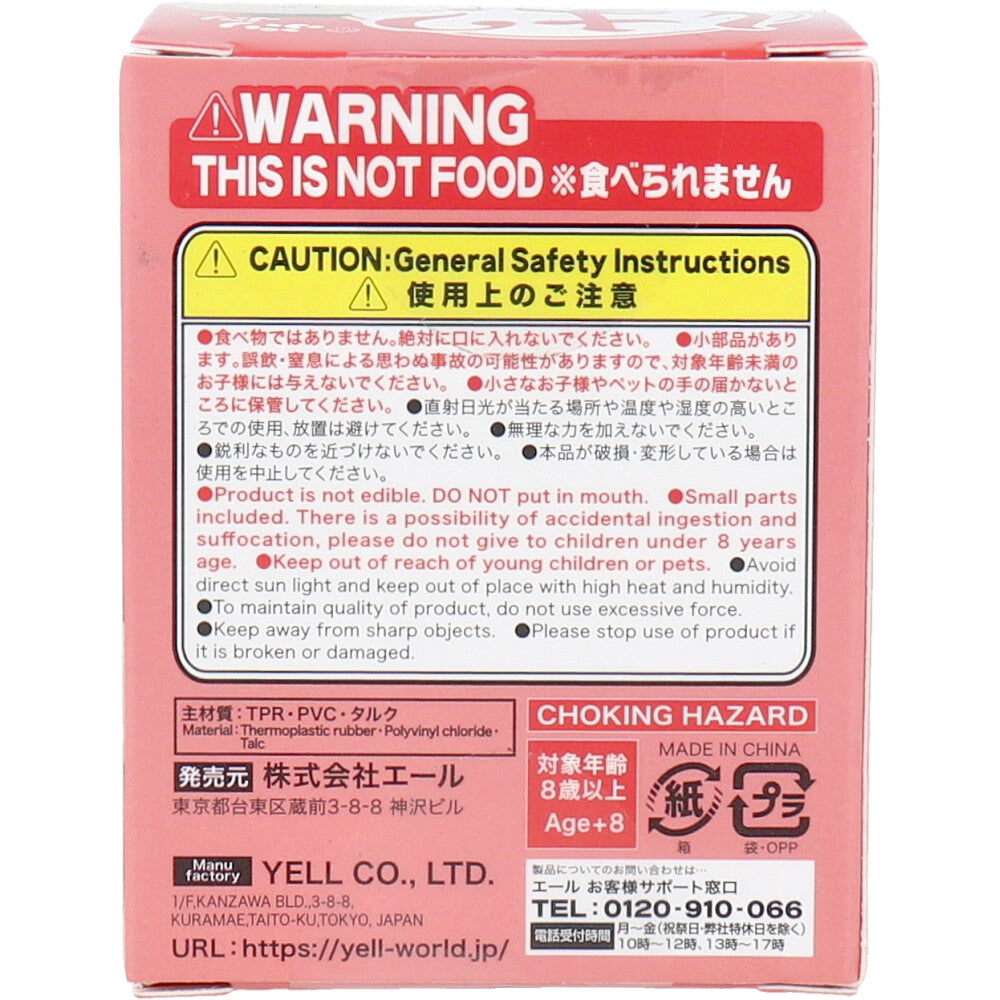 ⚠WARNING
THIS IS NOT FOOD ※食べられません
⚠ CAUTION:General Safety Instructions
⚠ 使用上のご注意
●食べ物ではありません。絶対に口に入れないでください。 ●小部品があり
ます。誤飲・窒息による思わぬ事故の可能性がありますので、対象年齢未満の
お子様には与えないでください。 ●小さなお子様やペットの手の届かないと
ころに保管してください。 ●直射日光が当たる場所や温度や湿度の高いとこ
ろでの使用、放置は避けてください。 ●無理な力を加えないでください。
●鋭利なものを近づけないでください。 ●本品が破損・変形している場合は
使用を中止してください。
●Product is not edible. DO NOT put in mouth. ●Small parts
included. There is a possibility of accidental ingestion and
suffocation, please do not give to children under 8 years
age. ●Keep out of reach of young children or pets. ●Avoid
direct sun light and keep out of place with high heat and humidity.
●To maintain quality of product, do not use excessive force.
●Keep away from sharp objects. ●Please stop use of product if
it is broken or damaged.
主材質：TPR・PVC・タルク
Material：Thermoplastic rubber・Polyvinyl chloride・
Talc
発売元 株式会社エール
東京都台東区蔵前3-8-8 神沢ビル
Manu
factory YELL CO., LTD.
1/F,KANZAWA BLD.,3-8-8,
KURAMAE,TAITO-KU,TOKYO, JAPAN
URL：https://yell-world.jp/
CHOKING HAZARD
対象年齢
8歳以上
Age+8
MADE IN CHINA
紙
箱
プラ
袋・OPP
製品についてのお問い合わせは…
エール お客様サポート窓口
TEL：0120-910-066
電話受付時間 月～金（祝祭日・弊社特休日を除く）
10時～12時、13時～17時